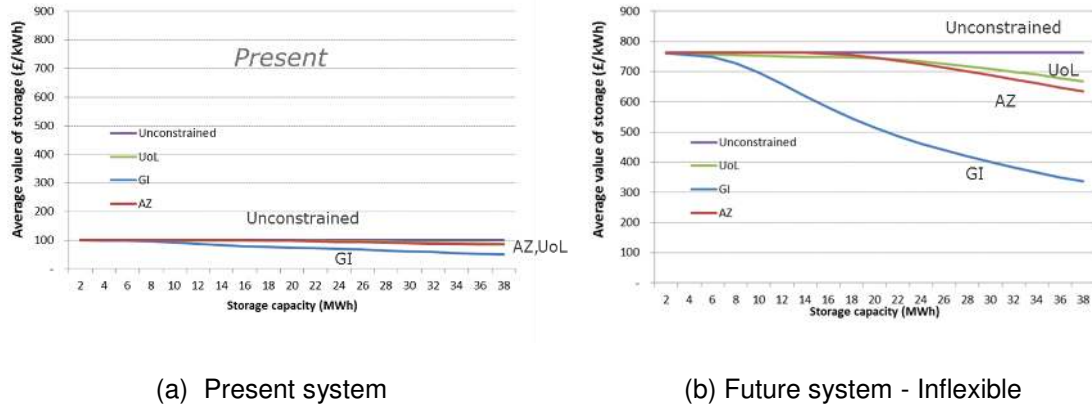 Average value of storage (£/kWh)
900
800
700
600
500
400
300
200
100
-
Present
Unconstrained
UoL
GI
AZ
Unconstrained
GI
AZ,UoL
2 4 6 8 10 12 14 16 18 20 22 24 26 28 30 32 34 36 38
Storage capacity (MWh)
(a) Present system
Average value of storage (£/kWh)
900
800
700
600
500
400
300
200
100
-
Unconstrained
UoL
AZ
Unconstrained
UoL
GI
AZ
GI
2 4 6 8 10 12 14 16 18 20 22 24 26 28 30 32 34 36 38
Storage capacity (MWh)
(b) Future system - Inflexible